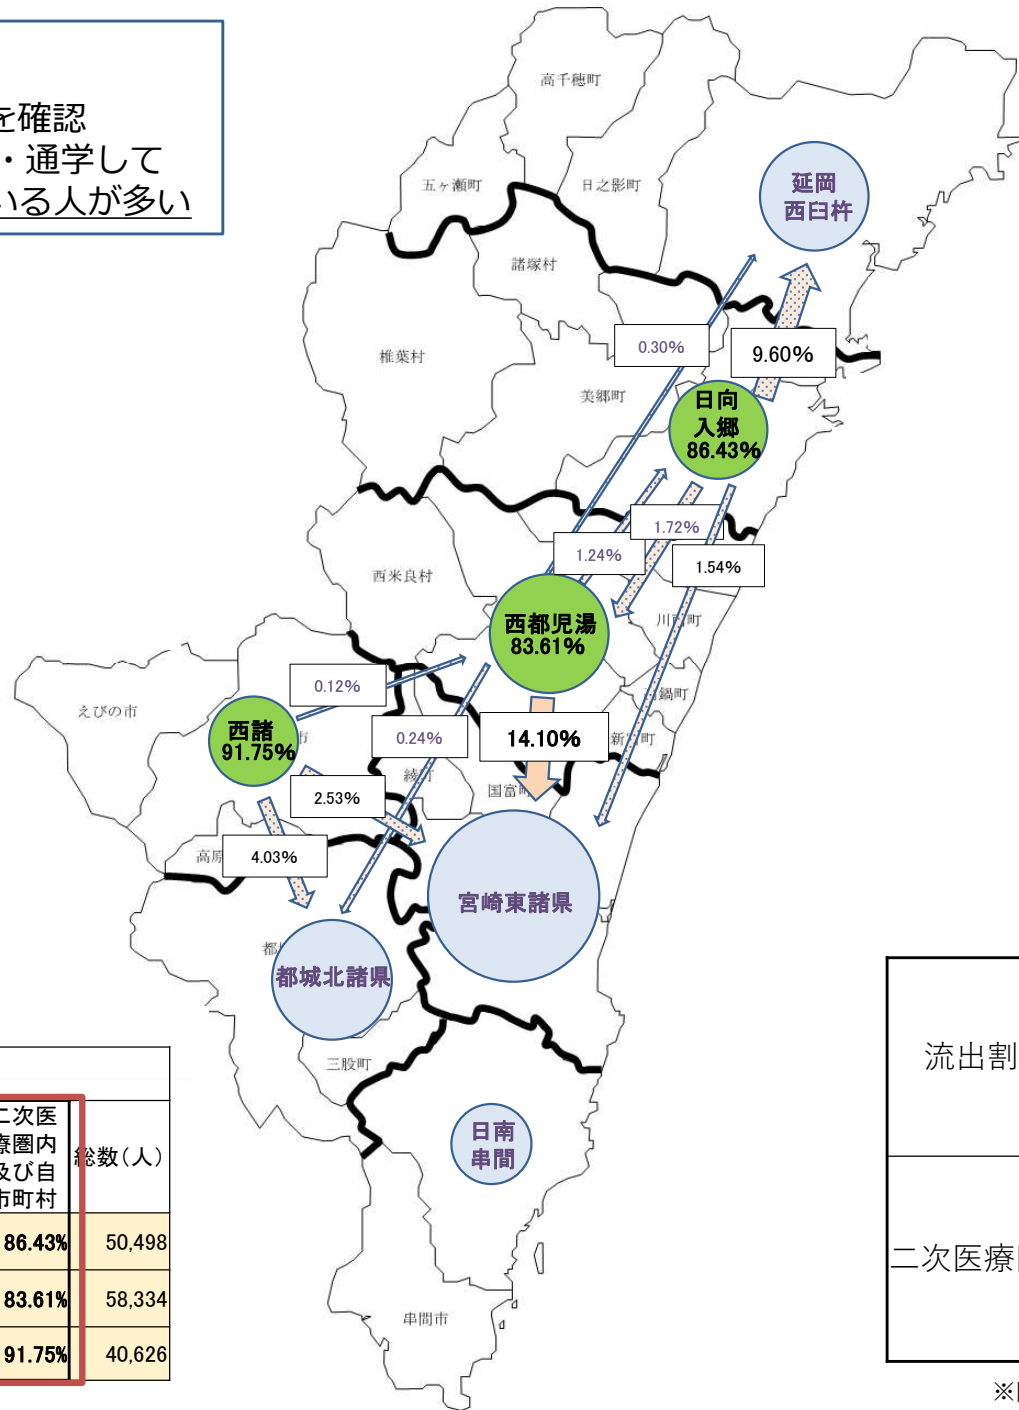 を確認
・通学して
いる人が多い
高千穂町
五ヶ瀬町
日之影町
延岡
西臼杵
諸塚村
椎葉村
0.30%
9.60%
美郷町
日向
入郷
86.43%
1.72%
1.24%
1.54%
西米良村
西都児湯
83.61%
川南町
鍋町
えびの市
0.12%
西諸
91.75%
市
0.24%
14.10%
新富町
綾町
国富町
2.53%
高原
4.03%
宮崎東諸県
都
都城北諸県
三股町
日南
串間
串間市
二次医
療圏内
及び自
市町村
総数(人)
86.43% 50,498
83.61% 58,334
91.75% 40,626
流出割
二次医療
※